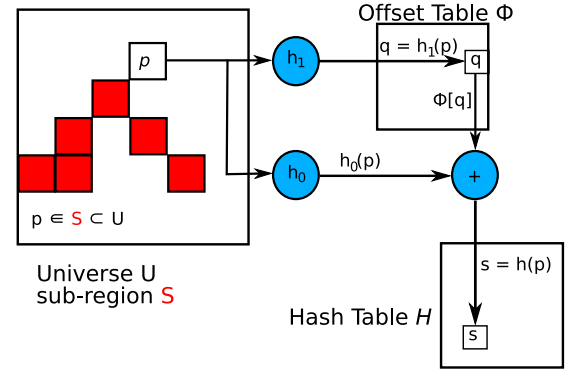 Offset Table Φ
p
h1
q = h1(p)
q
Φ[q]
h0
h0(p)
+
p ∈ S ⊂ U
Universe U
sub-region S
s = h(p)
Hash Table H
s